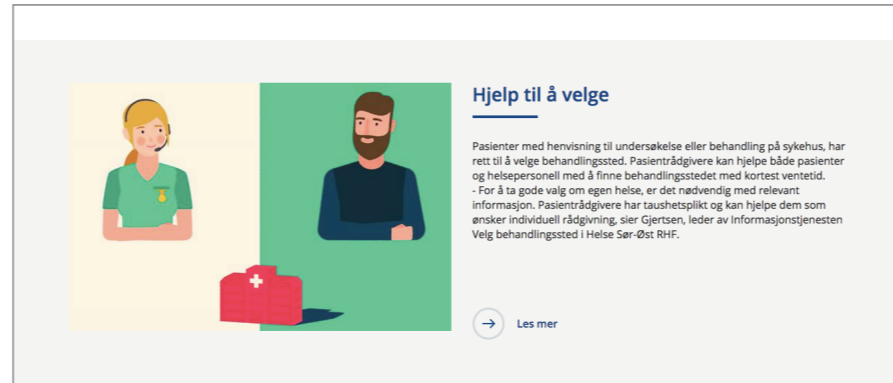 Hjelp til å velge
Pasienter med henvisning til undersøkelse eller behandling på sykehus, har
rett til å velge behandlingssted. Pasientrådgivere kan hjelpe både pasienter
og helsepersonell med å finne behandlingsstedet med kortest ventetid.
- For å ta gode valg om egen helse, er det nødvendig med relevant
informasjon. Pasientrådgivere har taushetsplikt og kan hjelpe dem som
ønsker individuell rådgivning, sier Gjertsen, leder av Informasjonstjenesten
Velg behandlingssted i Helse Sør-Øst RHF.
Les mer